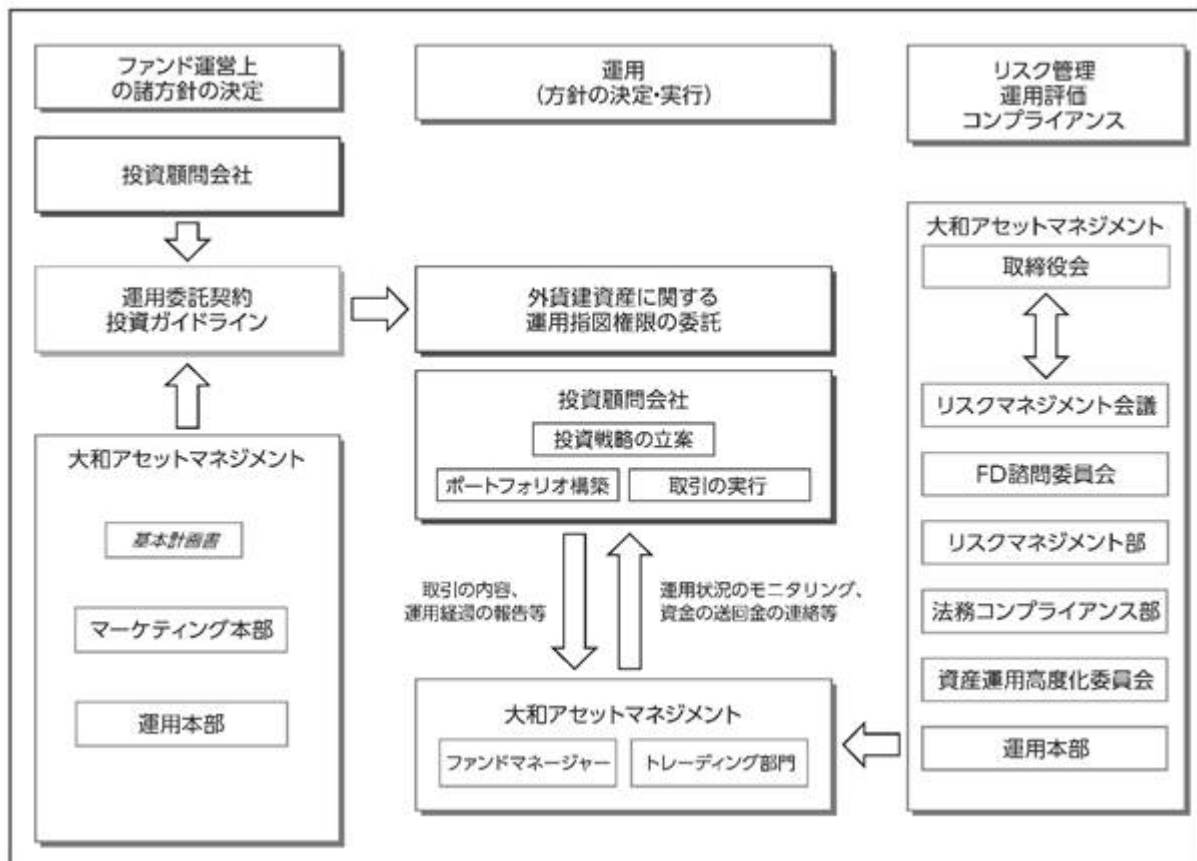 ファンド運営上
の諸方針の決定
投資顧問会社
運用委託契約
投資ガイドライン
大和アセットマネジメント
基本計画書
マーケティング本部
運用本部
運用
（方針の決定・実行）
外貨建資産に関する
運用指図権限の委託
投資顧問会社
投資戦略の立案
ポートフォリオ構築
取引の実行
取引の内容、
運用経過の報告等
運用状況のモニタリング、
資金の送回金の連絡等
大和アセットマネジメント
ファンドマネージャー
トレーディング部門
リスク管理
運用評価
コンプライアンス
大和アセットマネジメント
取締役会
リスクマネジメント会議
FD諮問委員会
リスクマネジメント部
法務コンプライアンス部
資産運用高度化委員会
運用本部